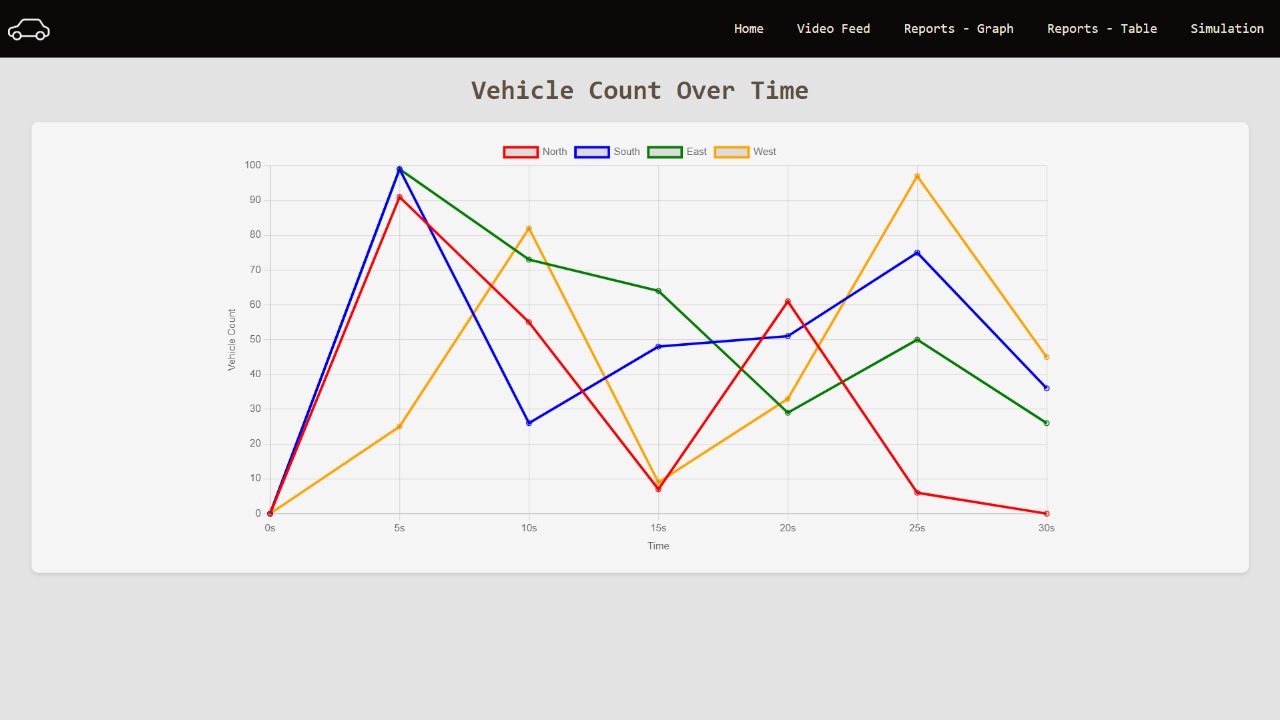 Home Video Feed Reports - Graph Reports - Table Simulation
Vehicle Count Over Time
North South East West
100
90
80
70
60
50
40
30
20
10
0
Vehicle Count
0s 5s 10s 15s 20s 25s 30s
Time